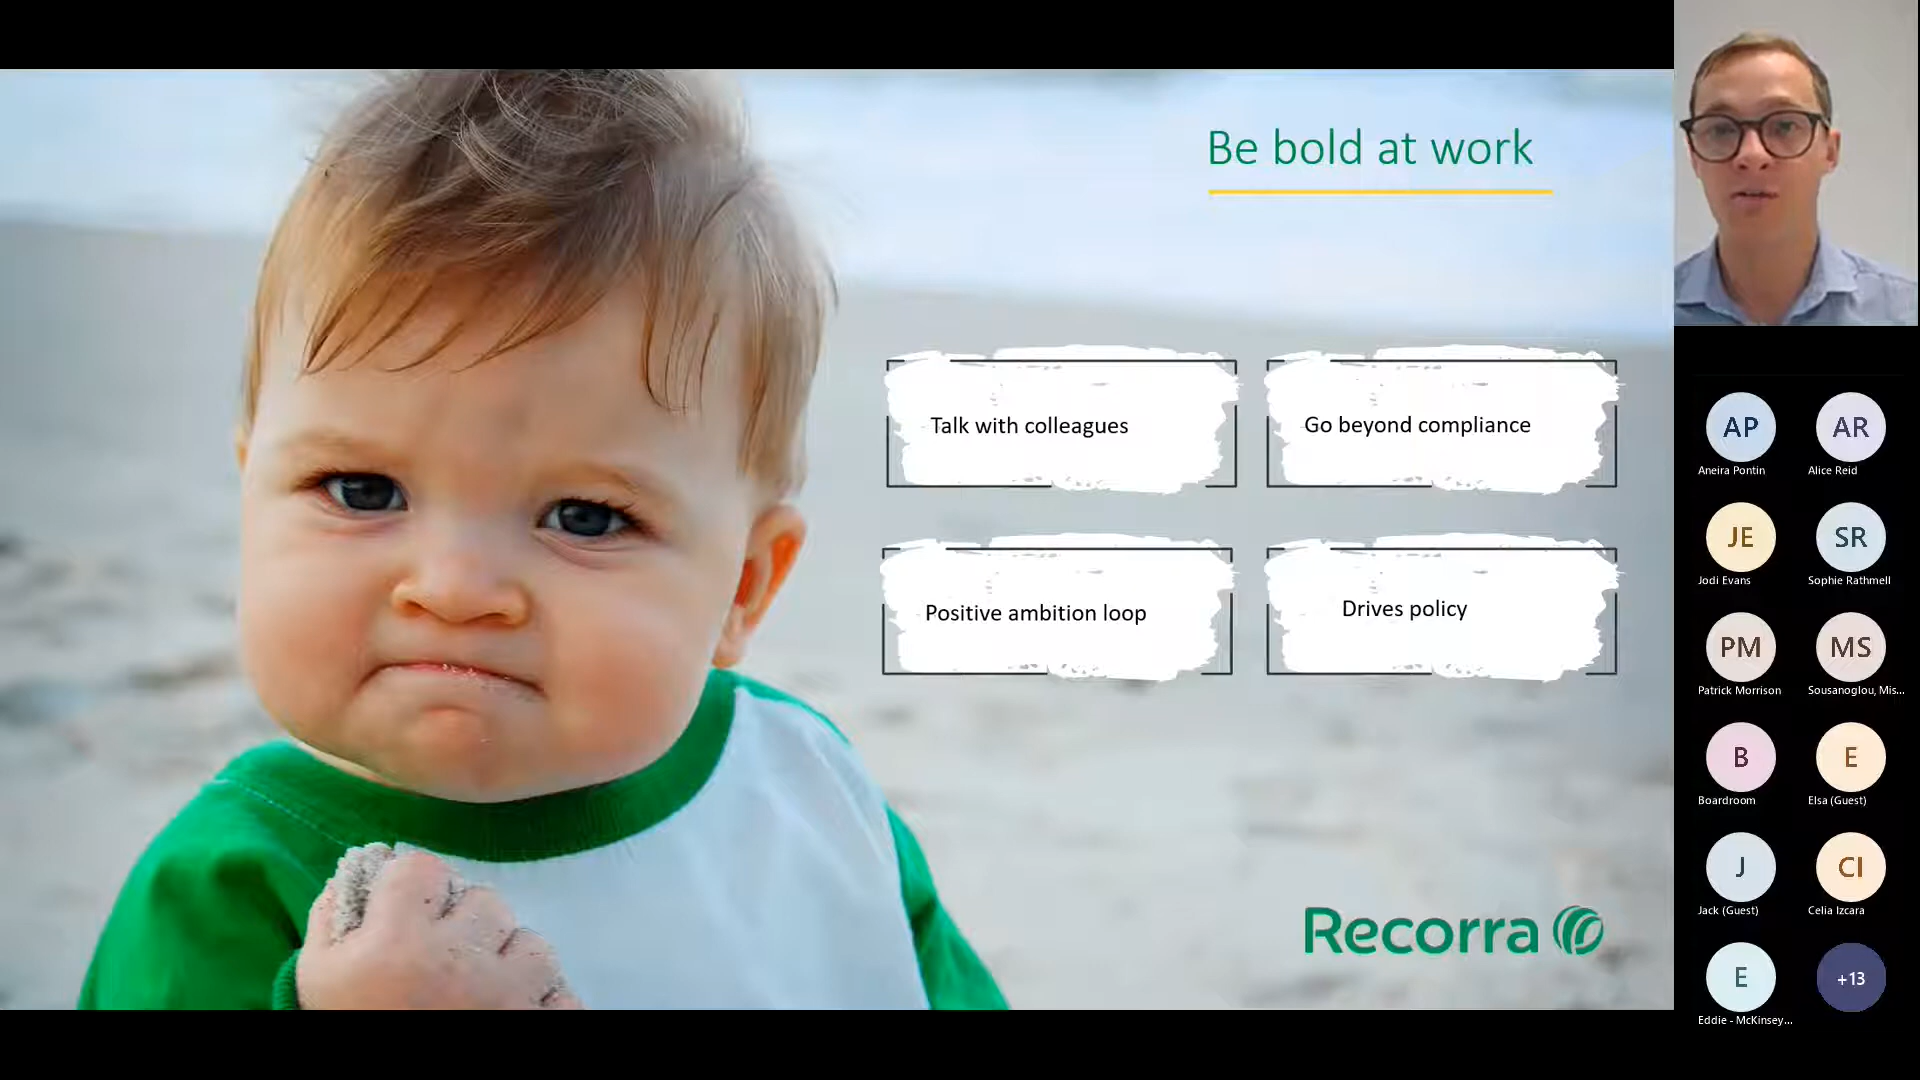 Be bold at work
Talk with colleagues
Go beyond compliance
Positive ambition loop
Drives policy
Recorra
AP
AR
Aneira Pontin
Alice Reid
JE
SR
Jodi Evans
Sophie Rathmell
PM
MS
Patrick Morrison
Sousanoglou, Mis...
B
E
Boardroom
Elsa (Guest)
J
CI
Jack (Guest)
Celia Izcara
E
+13
Eddie - McKinsey...